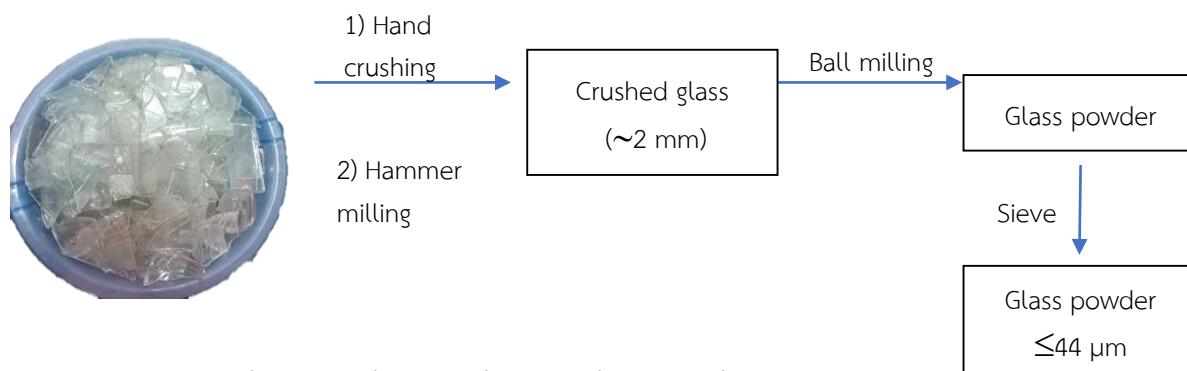 1) Hand
crushing
2) Hammer
milling
Crushed glass
(~2 mm)
Ball milling
Glass powder
Sieve
Glass powder
≤44 µm